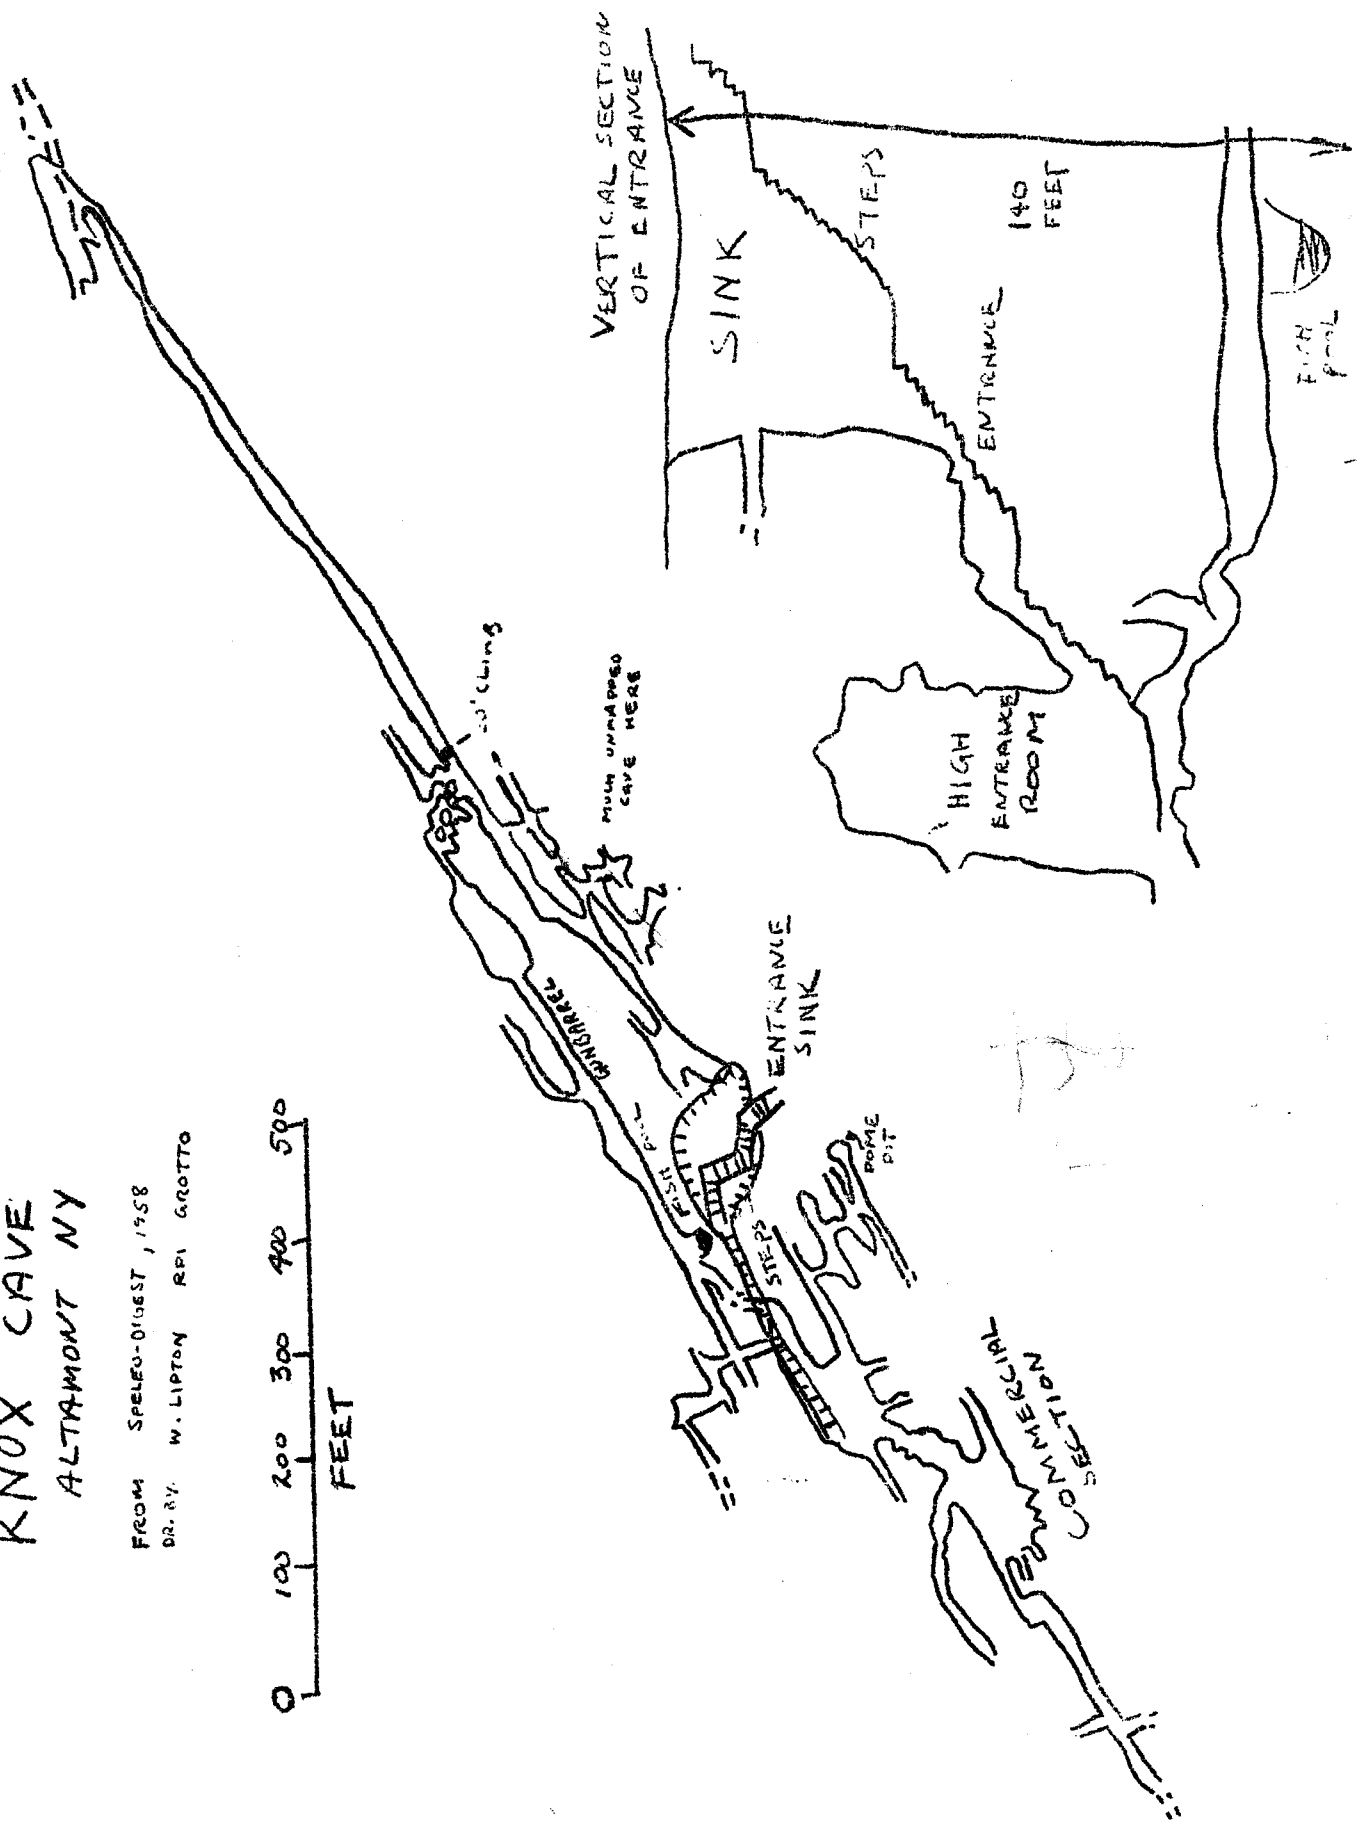 KNOX CAVE
ALTAMONT NY
FROM SPELEO-DIGEST, 1958
DR. BY. W. LIPTON RPI GROTTO
0 100 200 300 400 500
FEET
GUNBARREL
FISH POOL
STEPS
ENTRANCE
SINK
DOME
PIT
COMMERCIAL
SECTION
CLIMB
MUCH UNMAPPED
CAVE HERE
VERTICAL SECTION
OF ENTRANCE
SINK
STEPS
ENTRANCE
140
FEET
HIGH
ENTRANCE
ROOM
FISH
POOL